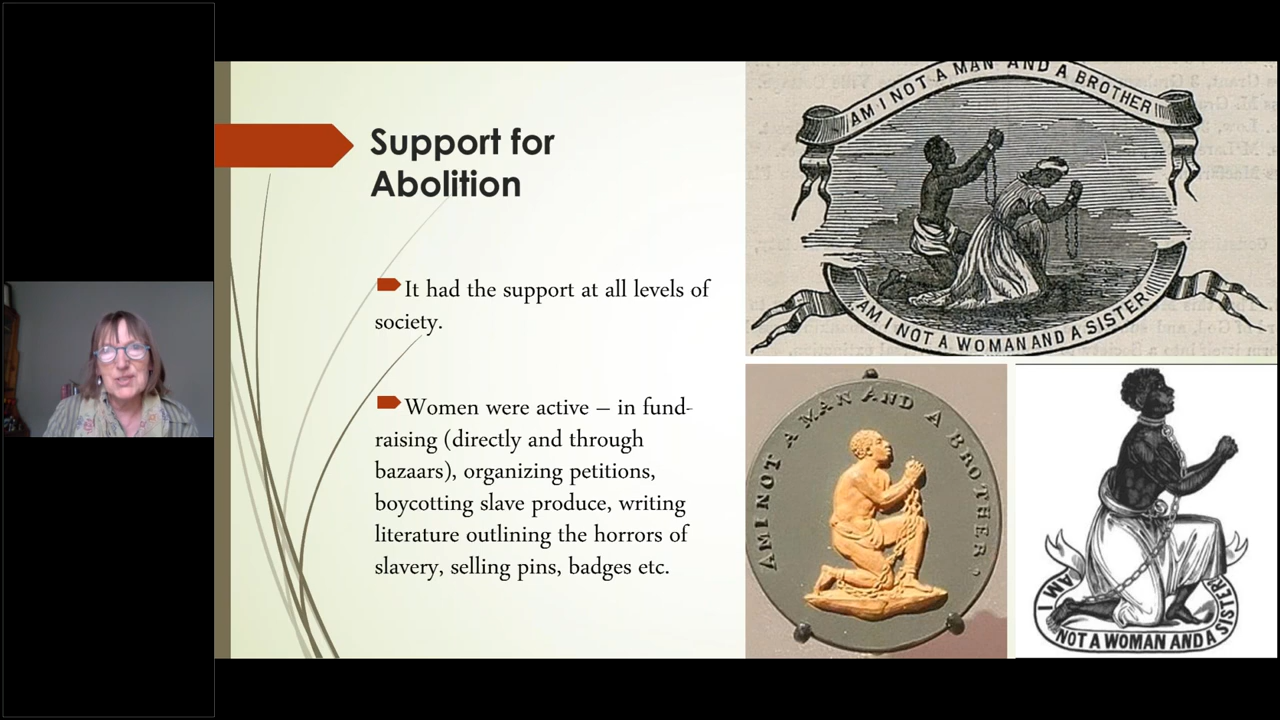 Support for
Abolition
It had the support at all levels of
society.
Women were active – in fund-
raising (directly and through
bazaars), organizing petitions,
boycotting slave produce, writing
literature outlining the horrors of
slavery, selling pins, badges etc.
AM I NOT A MAN AND A BROTHER
AM I NOT A WOMAN AND A SISTER
AM I NOT A MAN AND A BROTHER
AM I
NOT A WOMAN AND A SISTER